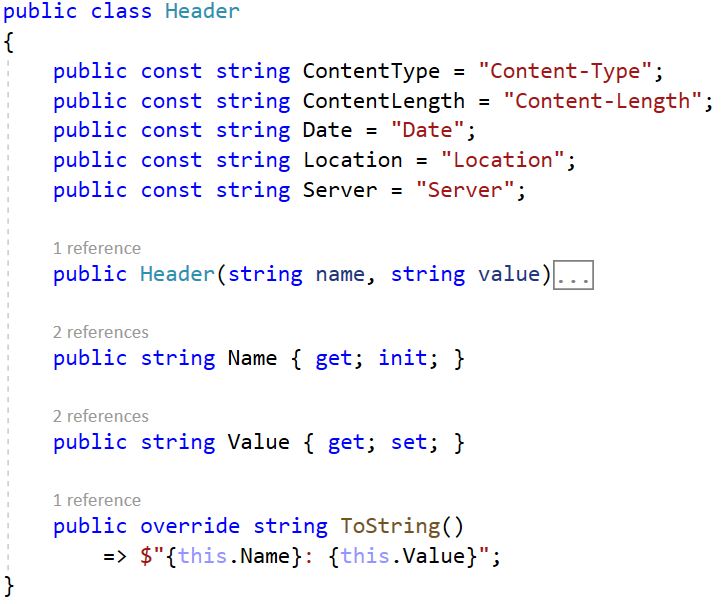 public class Header
{
public const string ContentType = "Content-Type";
public const string ContentLength = "Content-Length";
public const string Date = "Date";
public const string Location = "Location";
public const string Server = "Server";
1 reference
public Header(string name, string value)...
2 references
public string Name { get; init; }
2 references
public string Value { get; set; }
1 reference
public override string ToString()
=> $"{this.Name}: {this.Value}";
}